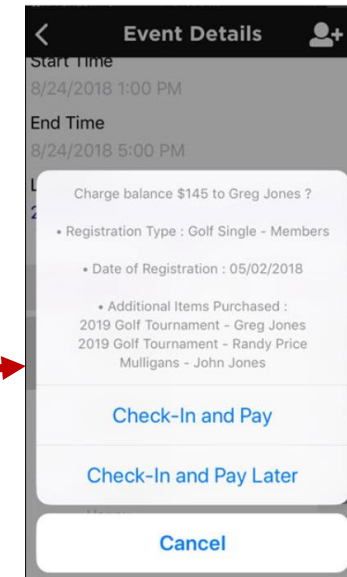 Event Details
Start Time
8/24/2018 1:00 PM
End Time
8/24/2018 5:00 PM
Charge balance $145 to Greg Jones ?
• Registration Type : Golf Single - Members
• Date of Registration : 05/02/2018
• Additional Items Purchased :
2019 Golf Tournament - Greg Jones
2019 Golf Tournament - Randy Price
Mulligans - John Jones
Check-In and Pay
Check-In and Pay Later
Cancel